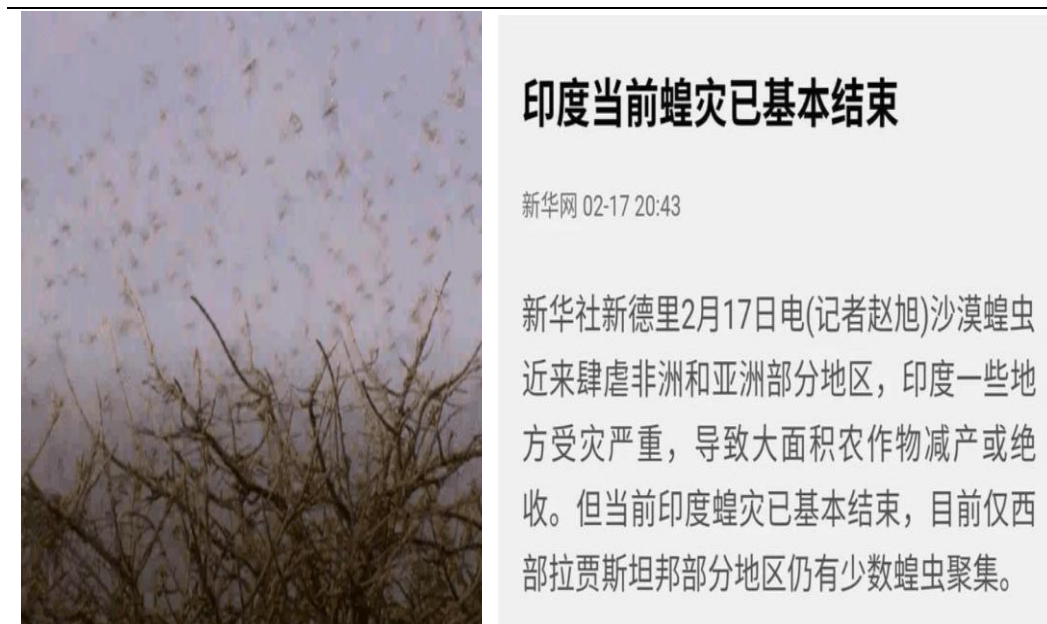 印度当前蝗灾已基本结束
新华网 02-17 20:43
新华社新德里2月17日电(记者赵旭)沙漠蝗虫
近来肆虐非洲和亚洲部分地区，印度一些地
方受灾严重，导致大面积农作物减产或绝
收。但当前印度蝗灾已基本结束，目前仅西
部拉贾斯坦邦部分地区仍有少数蝗虫聚集。